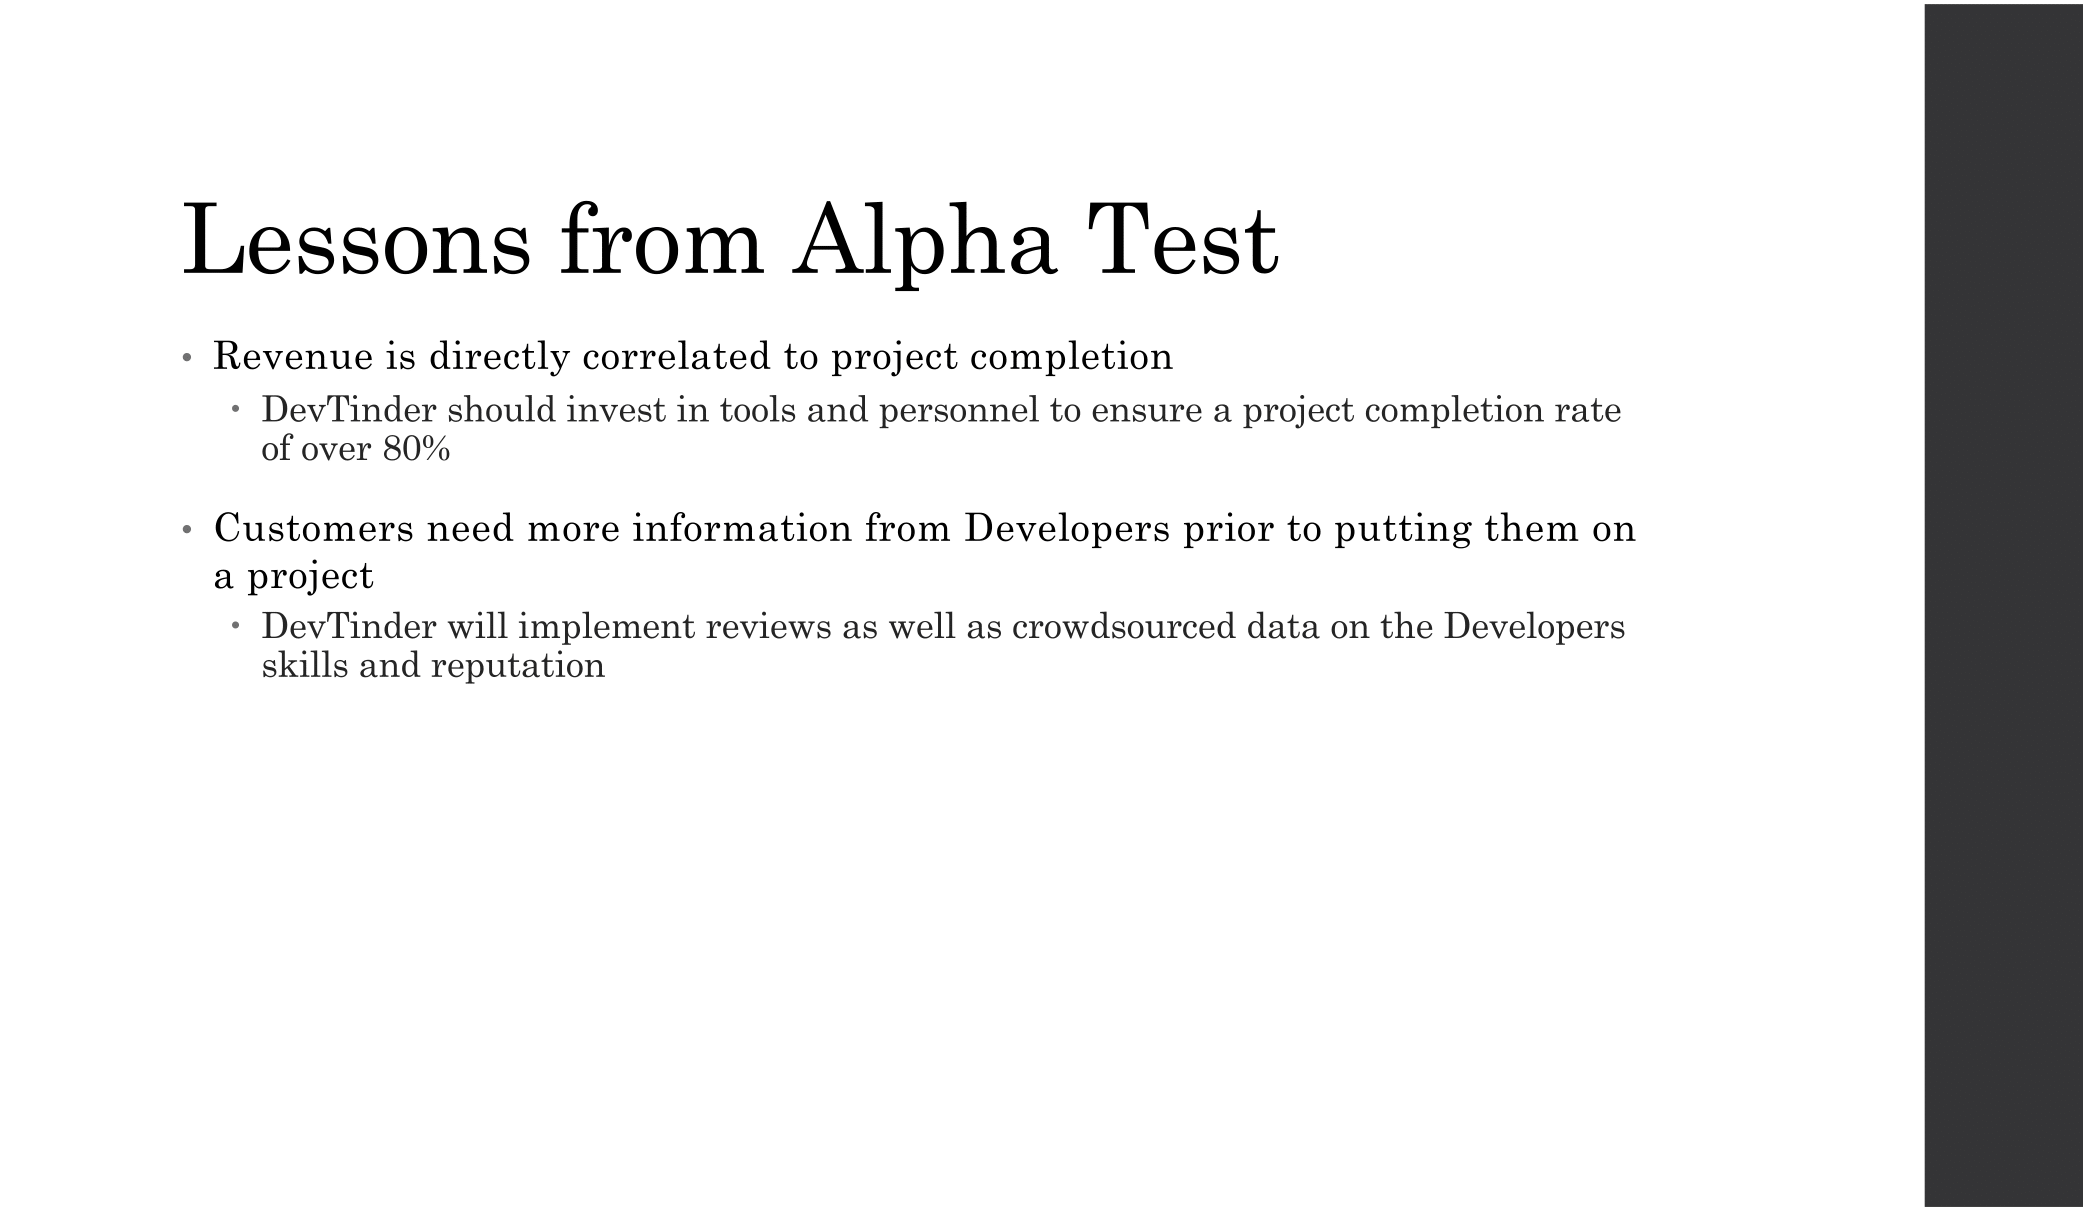 Lessons from Alpha Test
• Revenue is directly correlated to project completion
• DevTinder should invest in tools and personnel to ensure a project completion rate
of over 80%
• Customers need more information from Developers prior to putting them on
a project
• DevTinder will implement reviews as well as crowdsourced data on the Developers
skills and reputation